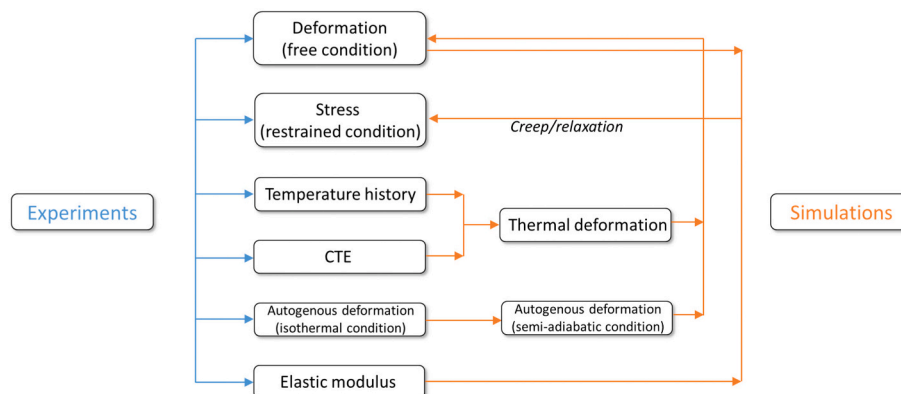 Deformation
(free condition)
Stress
(restrained condition)
Creep/relaxation
Temperature history
Experiments
Thermal deformation
Simulations
CTE
Autogenous deformation
(isothermal condition)
Autogenous deformation
(semi-adiabatic condition)
Elastic modulus